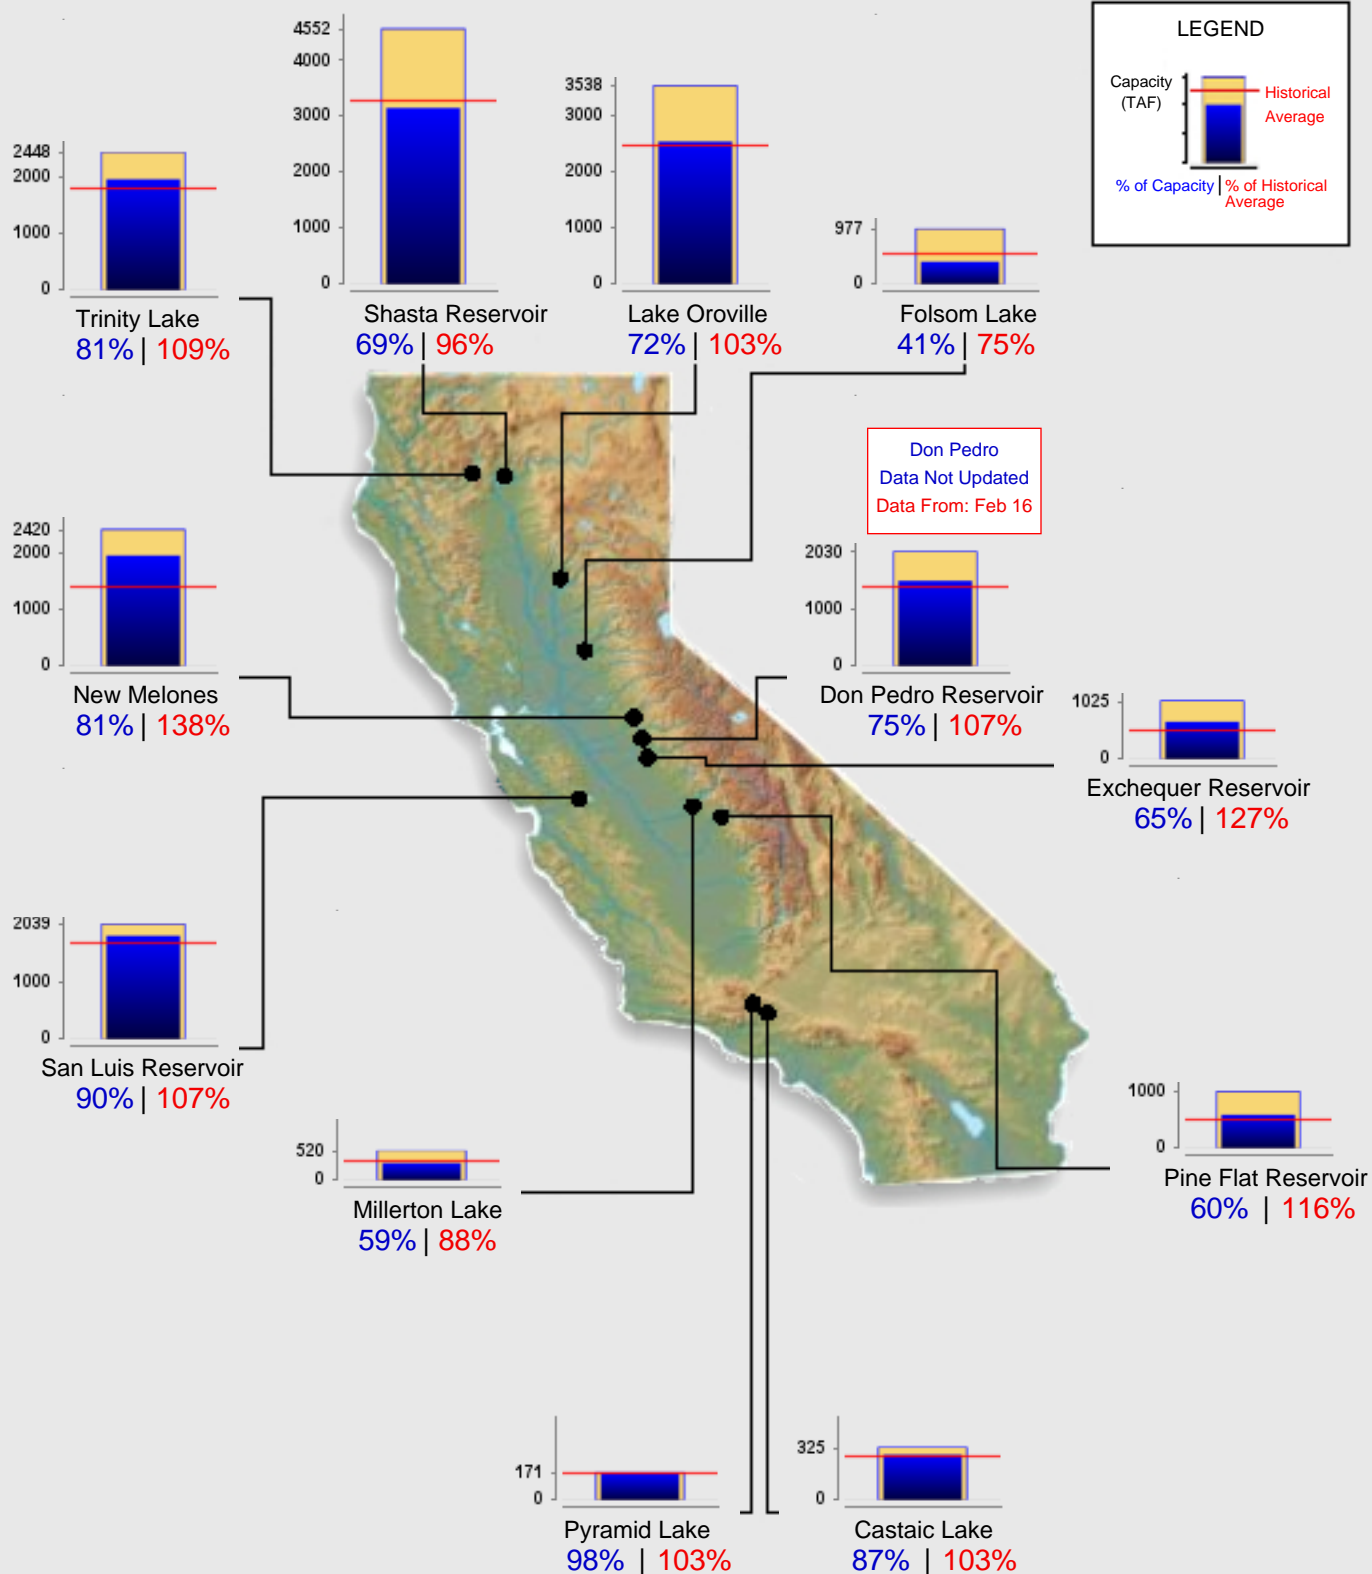 4552
4000
3000
2000
1000
0
Shasta Reservoir
69% | 96%
3538
3000
2000
1000
0
Lake Oroville
72% | 103%
LEGEND
Capacity
(TAF)
Historical
Average
% of Capacity | % of Historical
Average
2448
2000
1000
0
Trinity Lake
81% | 109%
977
0
Folsom Lake
41% | 75%
Don Pedro
Data Not Updated
Data From: Feb 16
2420
2000
1000
0
New Melones
81% | 138%
2030
1000
0
Don Pedro Reservoir
75% | 107%
1025
0
Exchequer Reservoir
65% | 127%
2039
1000
0
San Luis Reservoir
90% | 107%
520
0
Millerton Lake
59% | 88%
1000
0
Pine Flat Reservoir
60% | 116%
171
0
Pyramid Lake
98% | 103%
325
0
Castaic Lake
87% | 103%